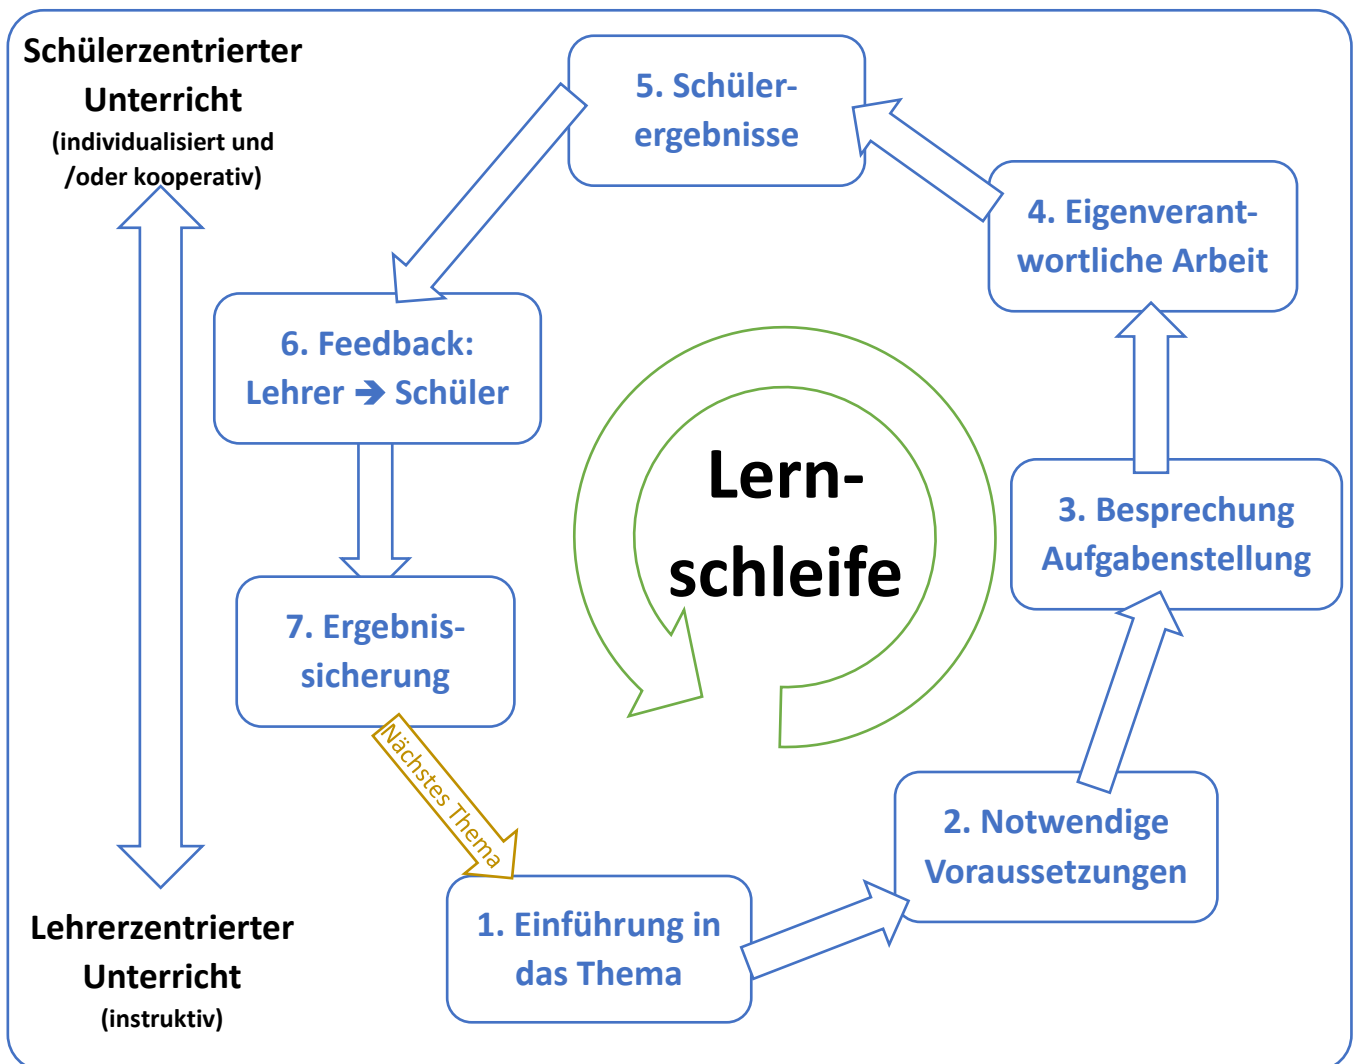 Schülerzentrierter
Unterricht
(individualisiert und
/oder kooperativ)
5. Schüler-
ergebnisse
4. Eigenverant-
wortliche Arbeit
6. Feedback:
Lehrer → Schüler
Lern-
schleife
3. Besprechung
Aufgabenstellung
7. Ergebnis-
sicherung
Nächstes Thema
2. Notwendige
Voraussetzungen
1. Einführung in
das Thema
Lehrerzentrierter
Unterricht
(instruktiv)